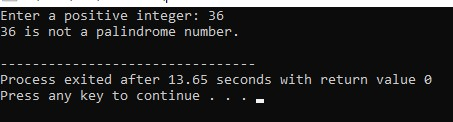 Enter a positive integer: 36
36 is not a palindrome number.
--------------------------------
Process exited after 13.65 seconds with return value 0
Press any key to continue . . .